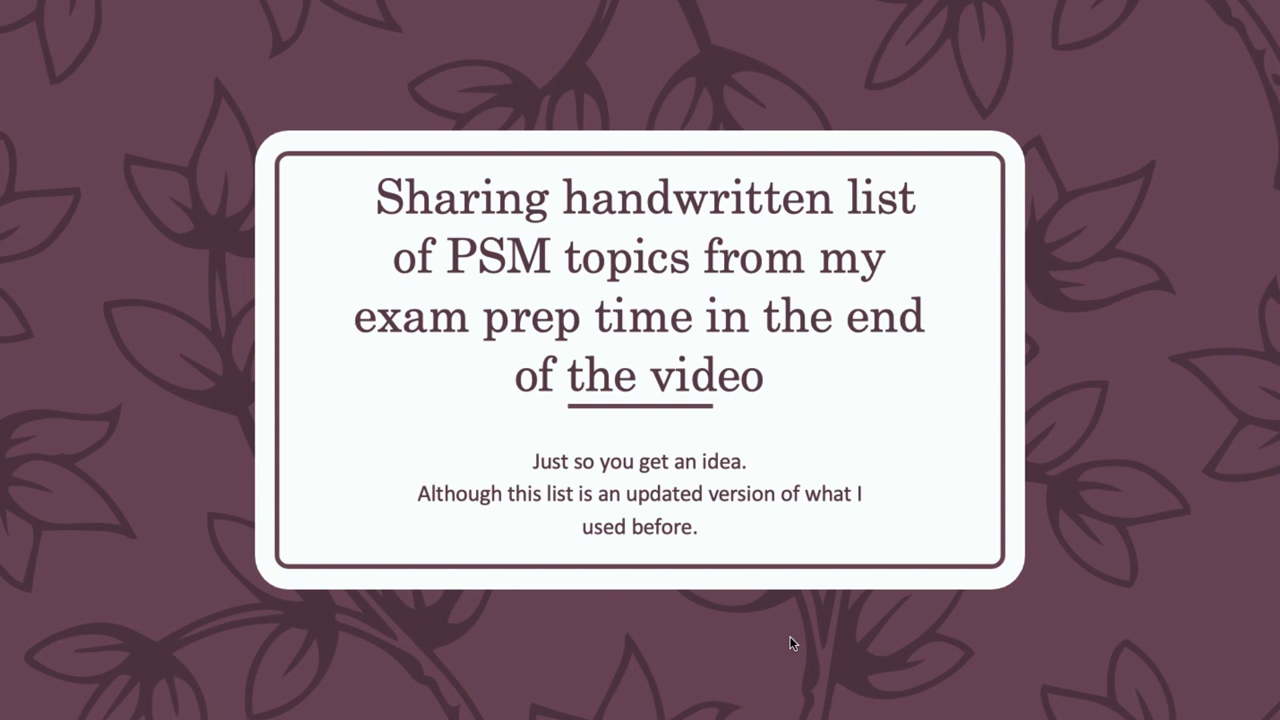 Sharing handwritten list
of PSM topics from my
exam prep time in the end
of the video
Just so you get an idea.
Although this list is an updated version of what I
used before.